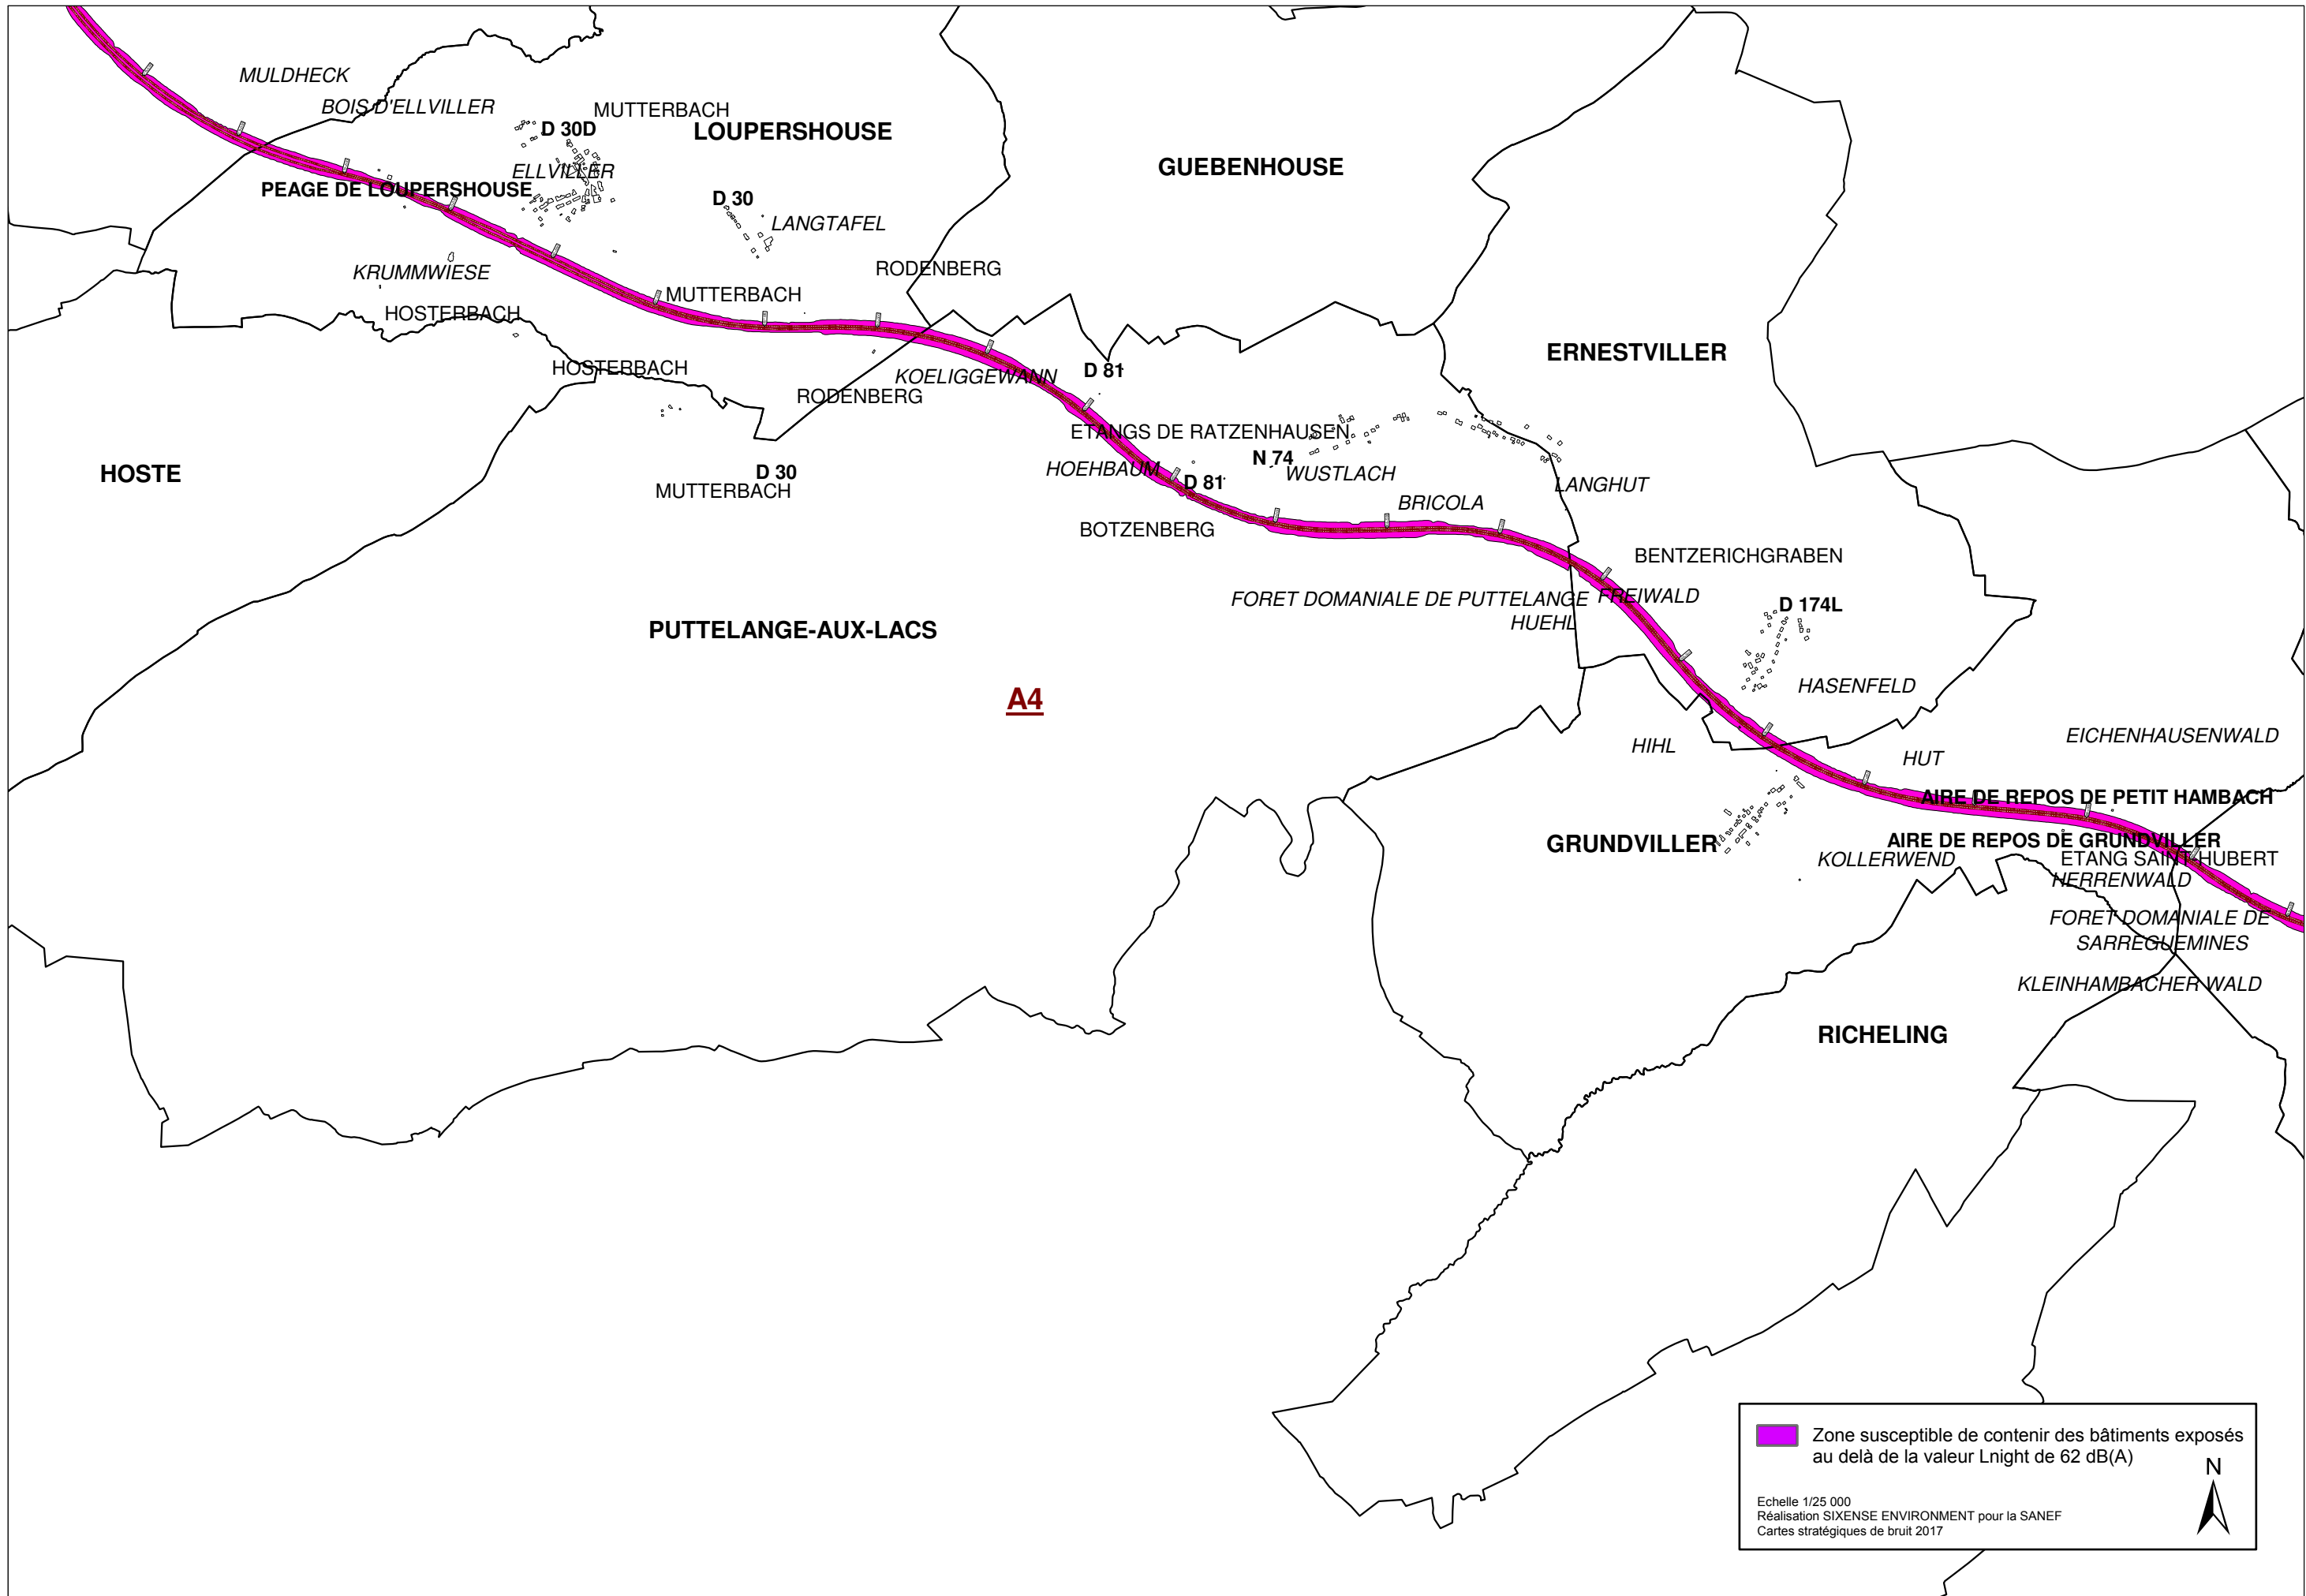 MULDHECK
BOIS D'ELLVILLER
MUTTERBACH
D 30D
LOUPERSHOUSE
GUEBENHOUSE
ELLVILLER
PEAGE DE LOUPERSHOUSE
D 30
LANGTAFEL
RODENBERG
KRUMMWIESE
MUTTERBACH
HOSTERBACH
ERNESTVILLER
HOSTERBACH
D 81
KOELIGGEWANN
RODENBERG
ETANGS DE RATZENHAUSEN
N 74
HOEHBAUM
WUSTLACH
HOSTE
D 30
D 81
LANGHUT
MUTTERBACH
BRICOLA
BOTZENBERG
BENTZERICHGRABEN
FORET DOMANIALE DE PUTTELANGE
FREIWALD
D 174L
HUEHL
PUTTELANGE-AUX-LACS
HASENFELD
A4
EICHENHAUSENWALD
HIHL
HUT
AIRE DE REPOS DE PETIT HAMBACH
GRUNDVILLER
AIRE DE REPOS DE GRUNDVILLER
KOLLERWEND
ETANG SAINT HUBERT
HERRENWALD
FORET DOMANIALE DE
SARREGUEMINES
KLEINHAMBACHER WALD
RICHELING
Zone susceptible de contenir des bâtiments exposés
au delà de la valeur Lnight de 62 dB(A)
N
Echelle 1/25 000
Réalisation SIXENSE ENVIRONMENT pour la SANEF
Cartes stratégiques de bruit 2017